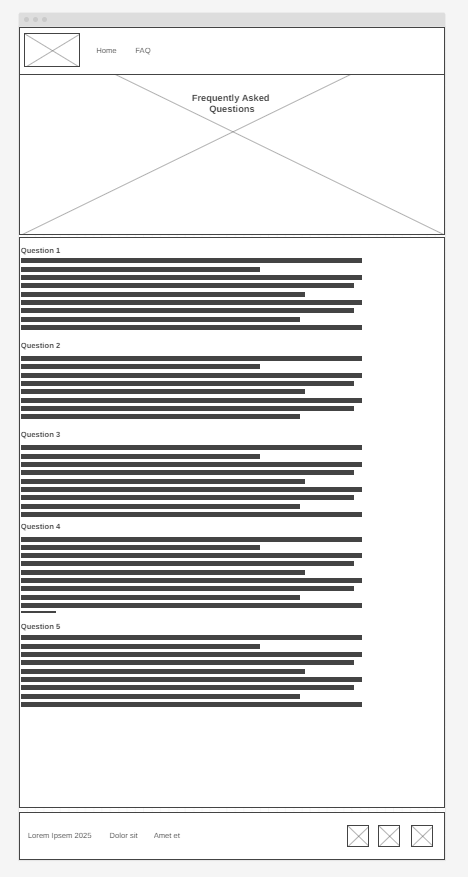 Home FAQ
Frequently Asked
Questions
Question 1
Question 2
Question 3
Question 4
Question 5
Lorem Ipsem 2025 Dolor sit Amet et